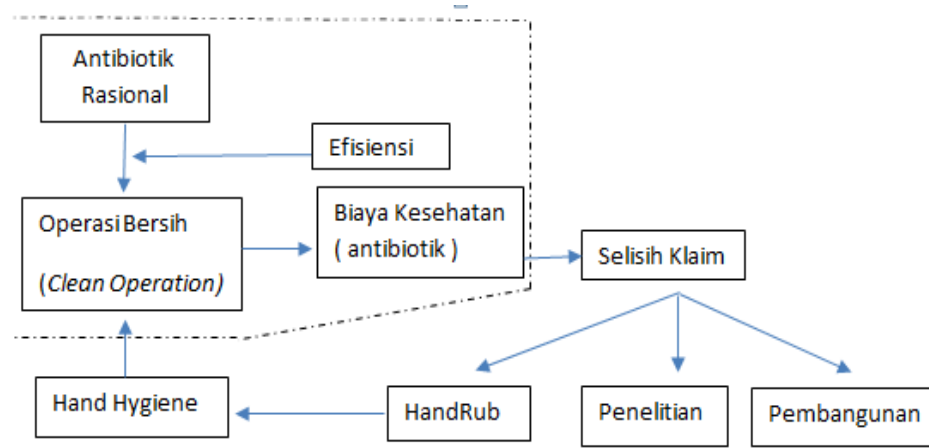 Antibiotik
Rasional
Efisiensi
Operasi Bersih
(Clean Operation)
Biaya Kesehatan
( antibiotik )
Selisih Klaim
Hand Hygiene
HandRub
Penelitian
Pembangunan